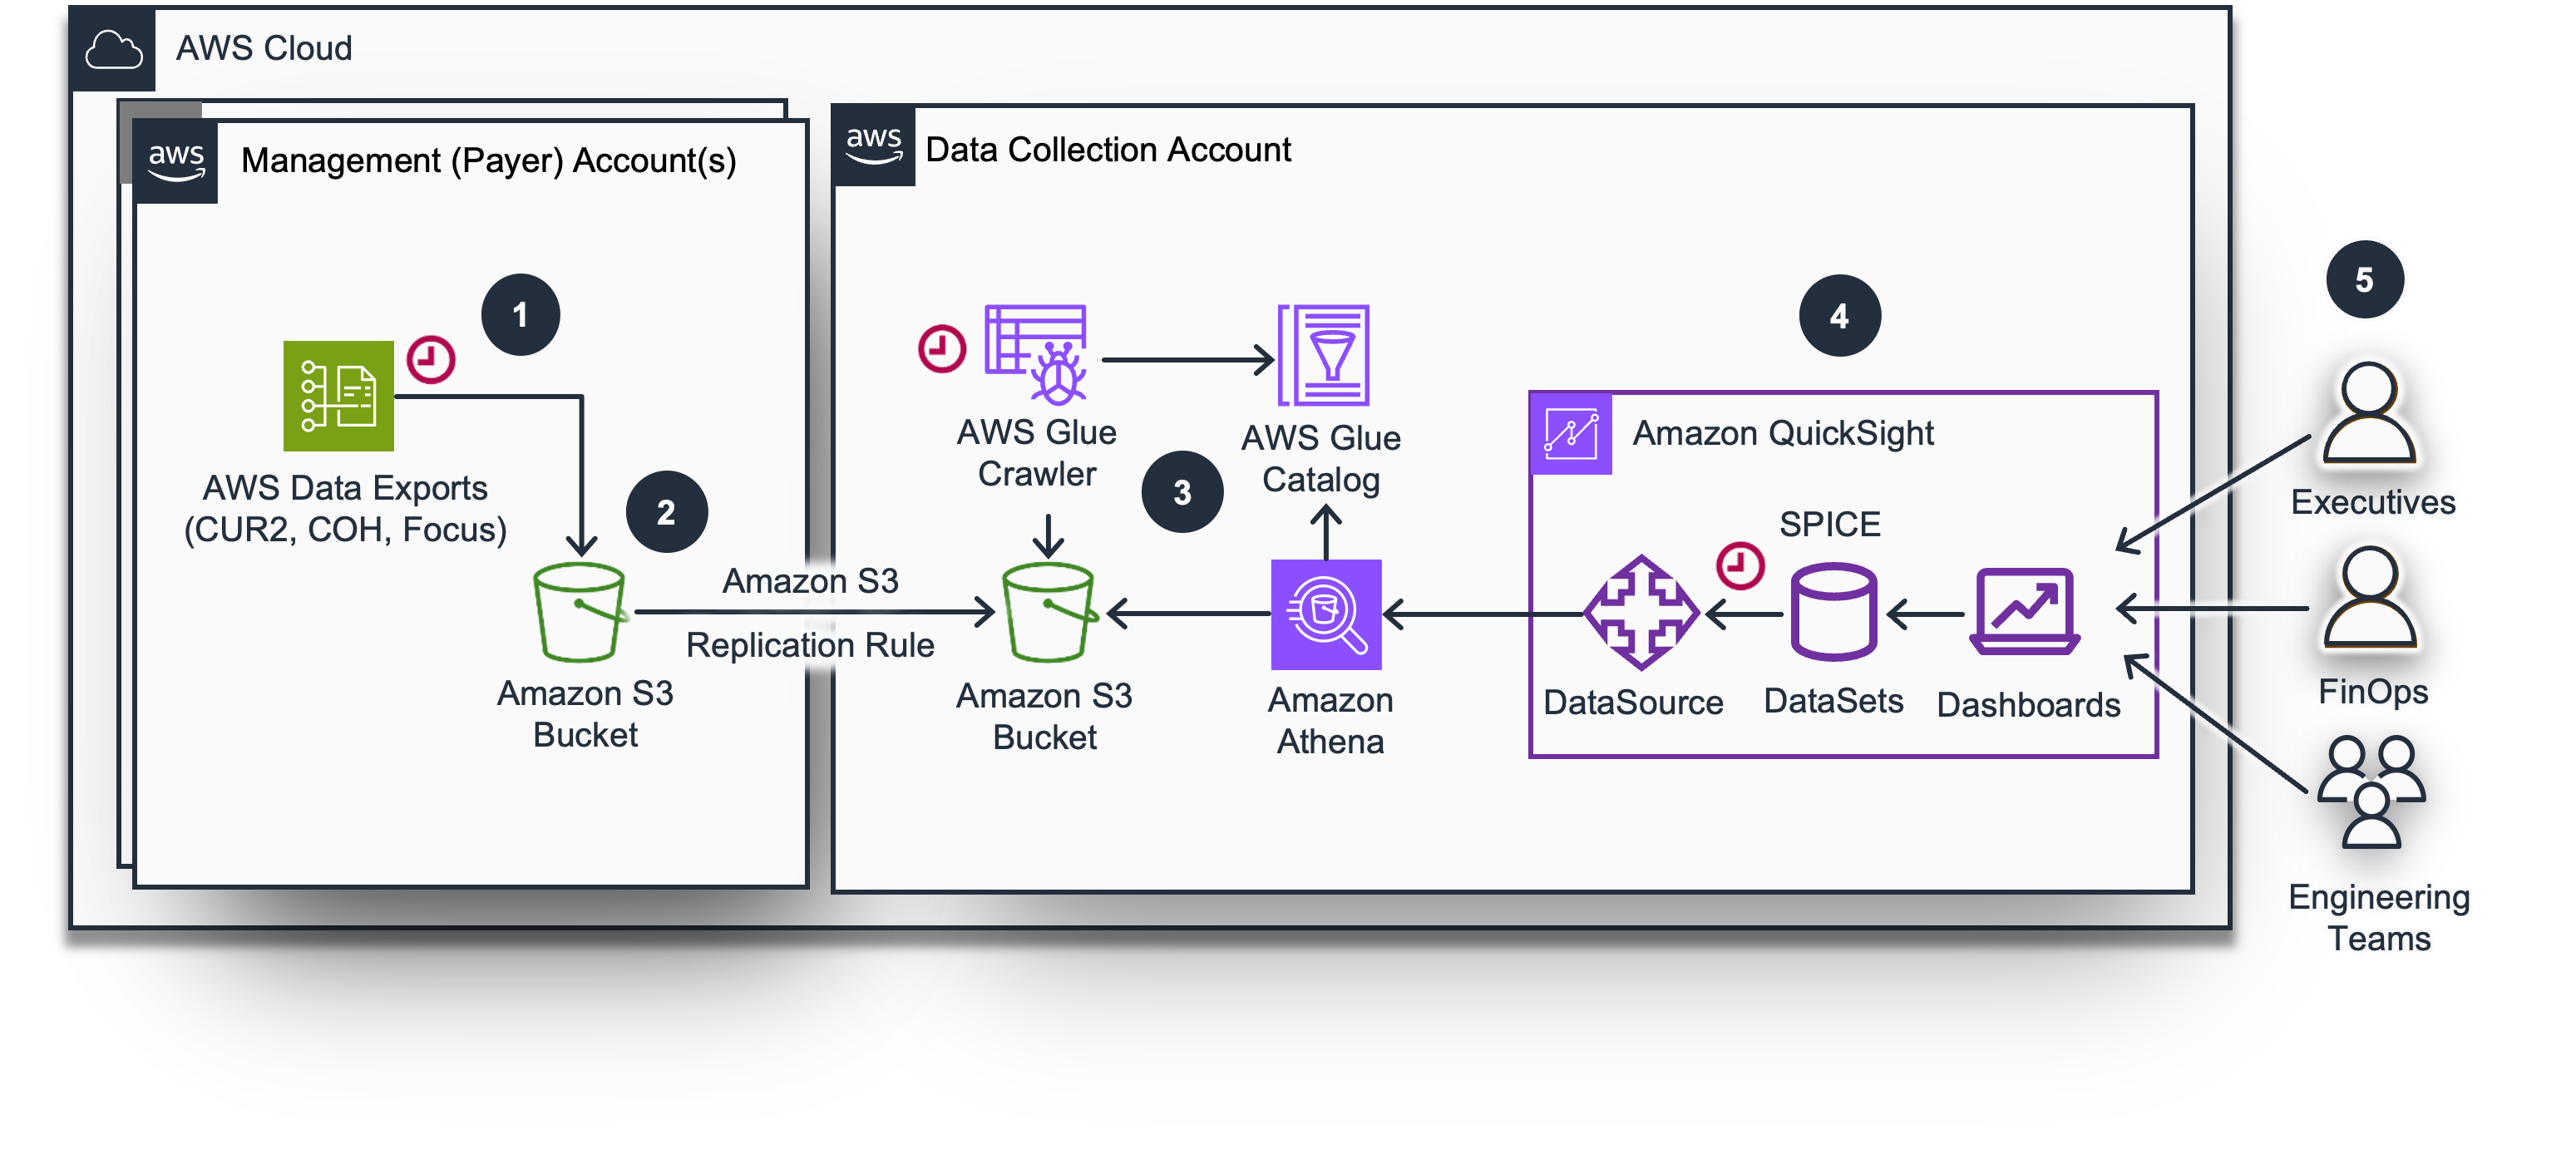 AWS Cloud
aws
Management (Payer) Account(s)
aws
Data Collection Account
1
AWS Data Exports
(CUR2, COH, Focus)
2
Amazon S3
Bucket
Amazon S3
Replication Rule
AWS Glue
Crawler
AWS Glue
Catalog
3
Amazon S3
Bucket
Amazon
Athena
4
Amazon QuickSight
SPICE
DataSource
DataSets
Dashboards
5
Executives
FinOps
Engineering
Teams